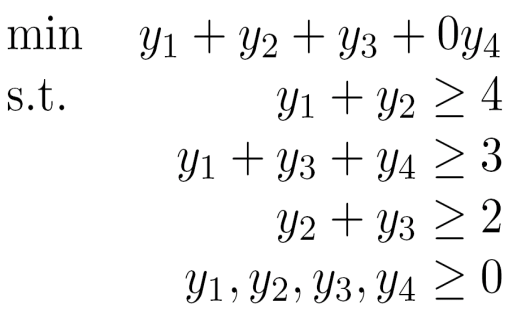 min y₁ + y₂ + y₃ + 0y₄
s.t. y₁ + y₂ ≥ 4
y₁ + y₃ + y₄ ≥ 3
y₂ + y₃ ≥ 2
y₁, y₂, y₃, y₄ ≥ 0